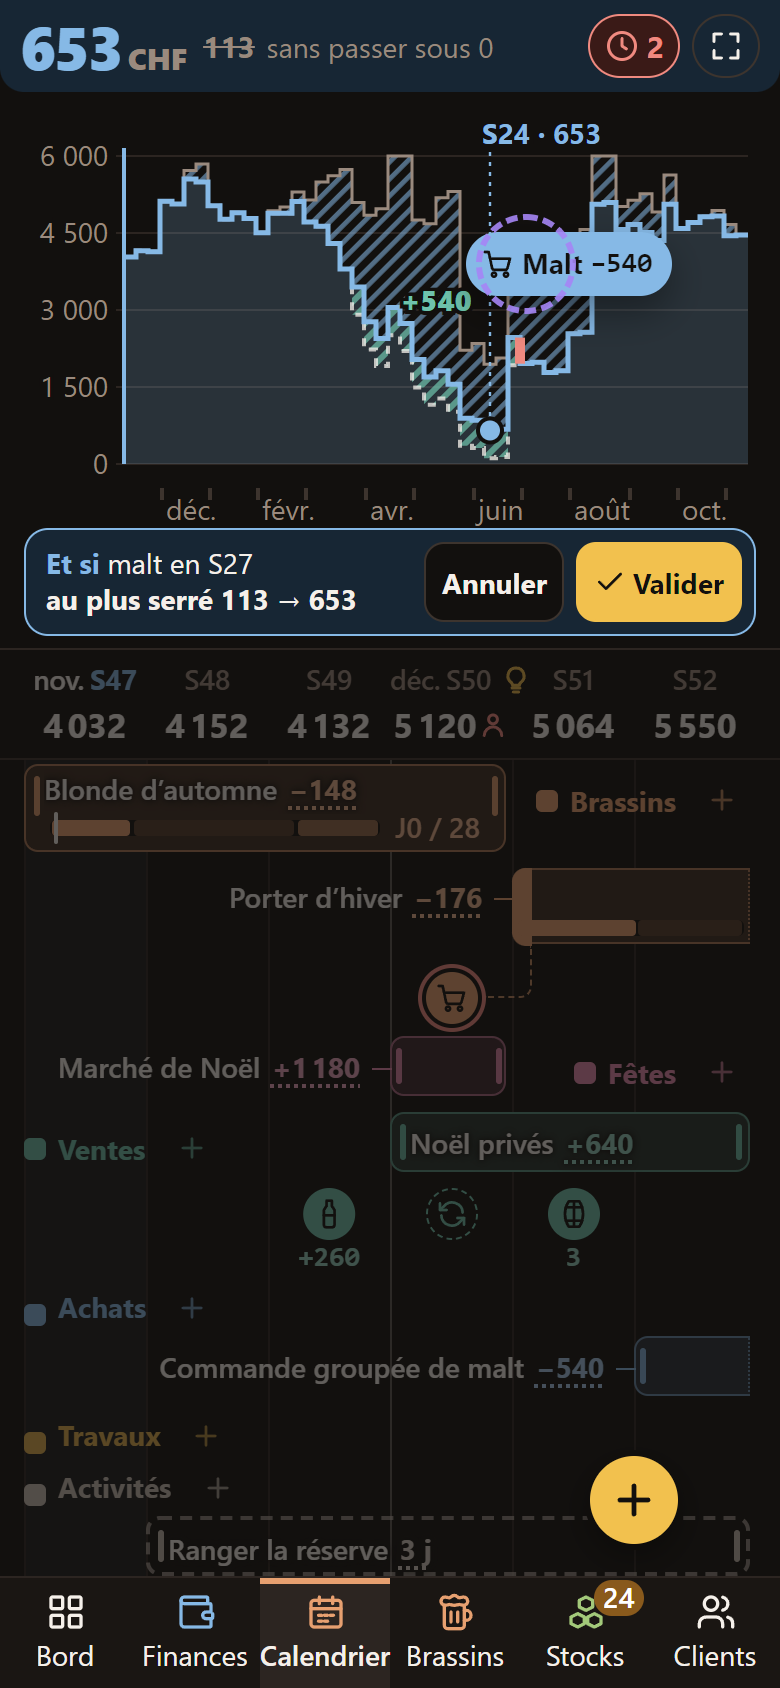 653 CHF 113 sans passer sous 0 2
S24 · 653
6 000
4 500
Malt −540
+540
3 000
1 500
0
déc. févr. avr. juin août oct.
Et si malt en S27
au plus serré 113 → 653
Annuler
Valider
nov. S47 S48 S49 déc. S50 S51 S52
4 032 4 152 4 132 5 120 5 064 5 550
Blonde d’automne −148
J0 / 28
Brassins +
Porter d’hiver −176
Marché de Noël +1 180
Fêtes +
Ventes +
Noël privés +640
+260 3
Achats +
Commande groupée de malt −540
Travaux +
Activités +
+
Ranger la réserve 3 j
24
Bord Finances Calendrier Brassins Stocks Clients